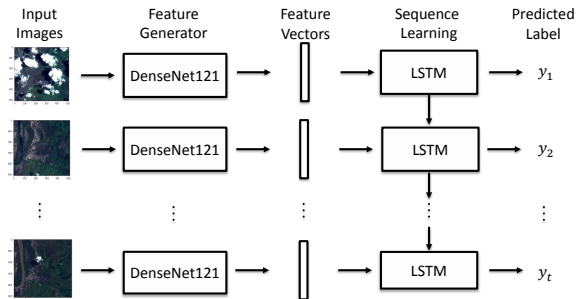 Input
Images
Feature
Generator
Feature
Vectors
Sequence
Learning
Predicted
Label
DenseNet121
LSTM
y1
DenseNet121
LSTM
y2
DenseNet121
LSTM
yt